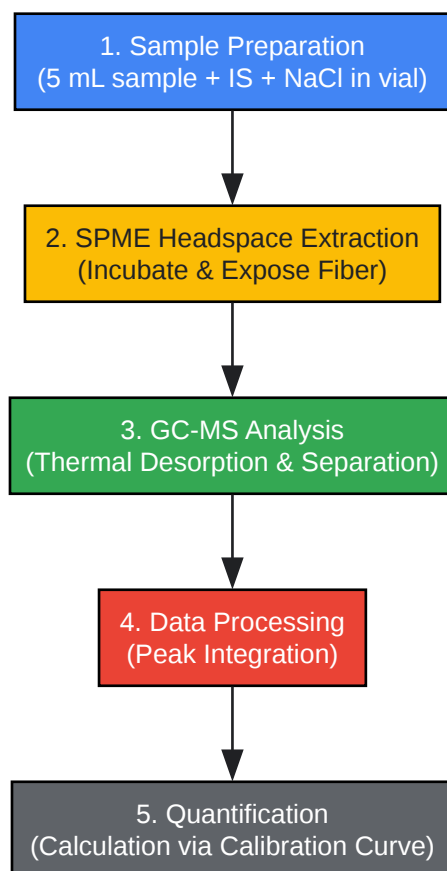 1. Sample Preparation
(5 mL sample + IS + NaCl in vial)
2. SPME Headspace Extraction
(Incubate & Expose Fiber)
3. GC-MS Analysis
(Thermal Desorption & Separation)
4. Data Processing
(Peak Integration)
5. Quantification
(Calculation via Calibration Curve)